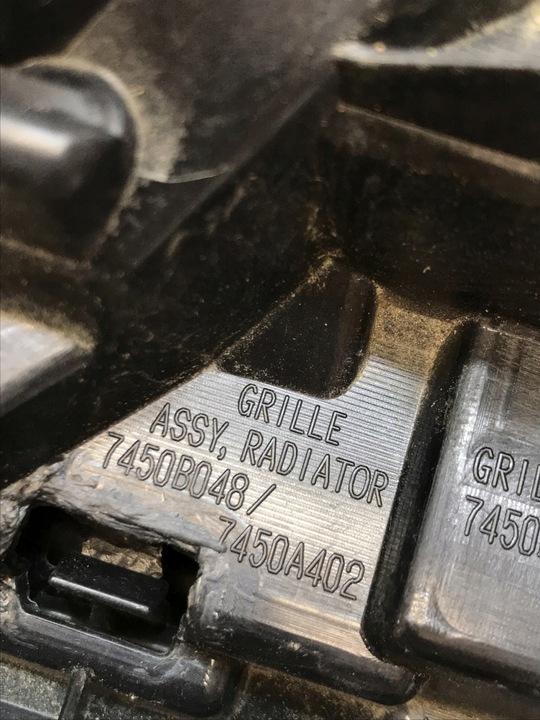 GRILLE
ASSY, RADIATOR
7450B048/
7450A402
GRIL
7450